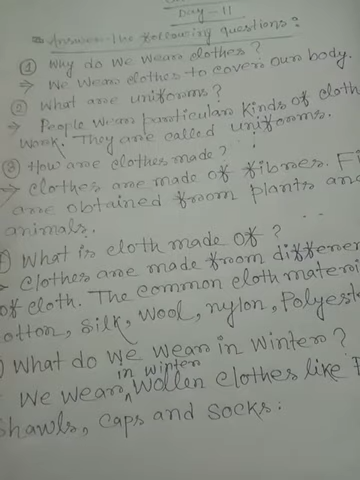 Day - 11
Answer the following questions:
① Why do we wear clothes?
→ We wear clothes to cover our body.
② What are uniforms?
→ People wear particular kinds of cloth
work. They are called uniforms.
③ How are clothes made?
→ Clothes are made of fibres. Fi
are obtained from plants and
animals.
What is cloth made of?
→ Clothes are made from differen
of cloth. The common cloth materi
otton, silk, wool, nylon, Polyeste
What do we wear in winter?
We wear in winter wollen clothes like
Shawls, caps and socks: